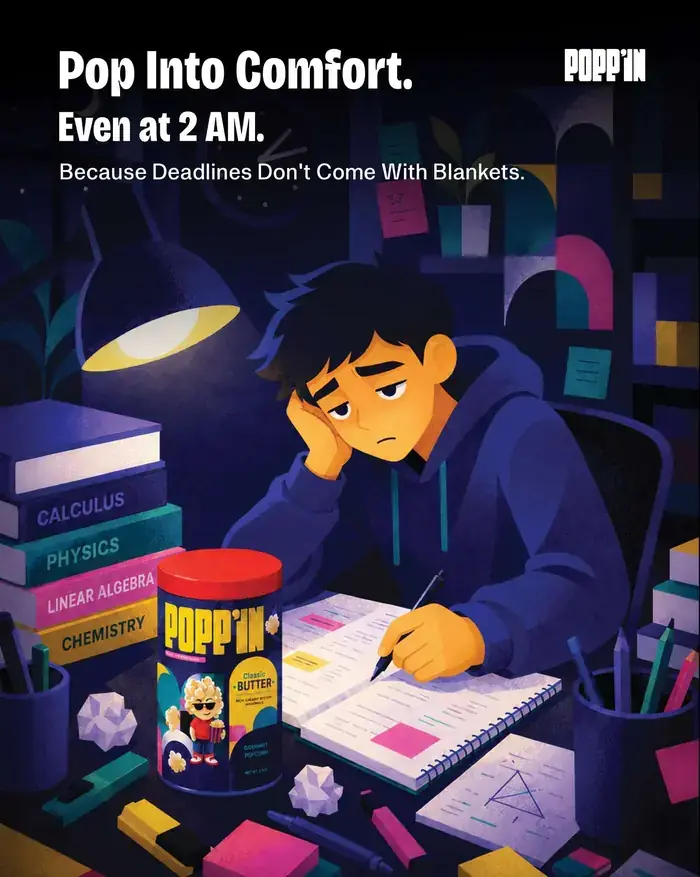 Pop Into Comfort.
POPP'IN
Even at 2 AM.
Because Deadlines Don't Come With Blankets.
CALCULUS
PHYSICS
LINEAR ALGEBRA
CHEMISTRY
POPP'IN
Classic
BUTTER
GOURMET
POPCORN